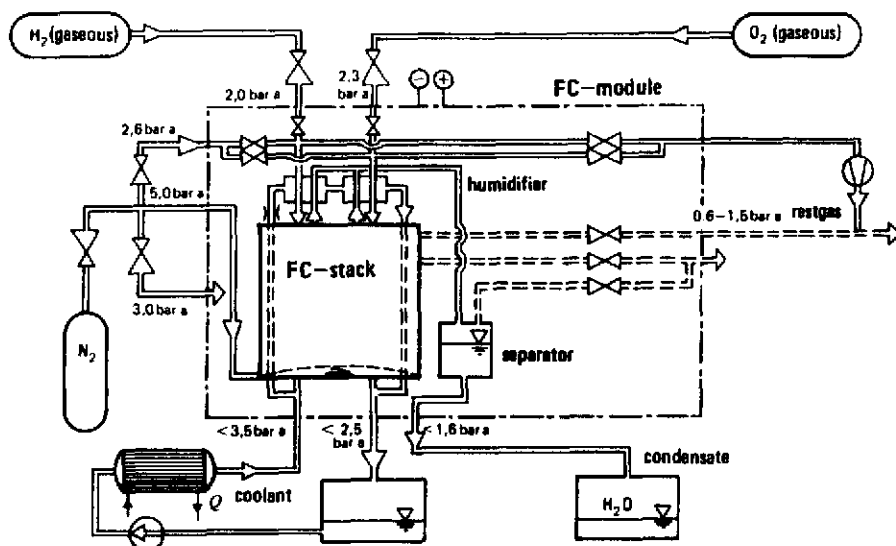 H₂ (gaseous)
O₂ (gaseous)
2,0 bar a
2,3
bar a
− +
FC-module
2,6 bar a
humidifier
5,0 bar a
0,6–1,5 bar a
restgas
FC-stack
3,0 bar a
N₂
separator
<3,5 bar a
< 2,5
bar a
<1,6 bar a
condensate
coolant
Q
H₂O